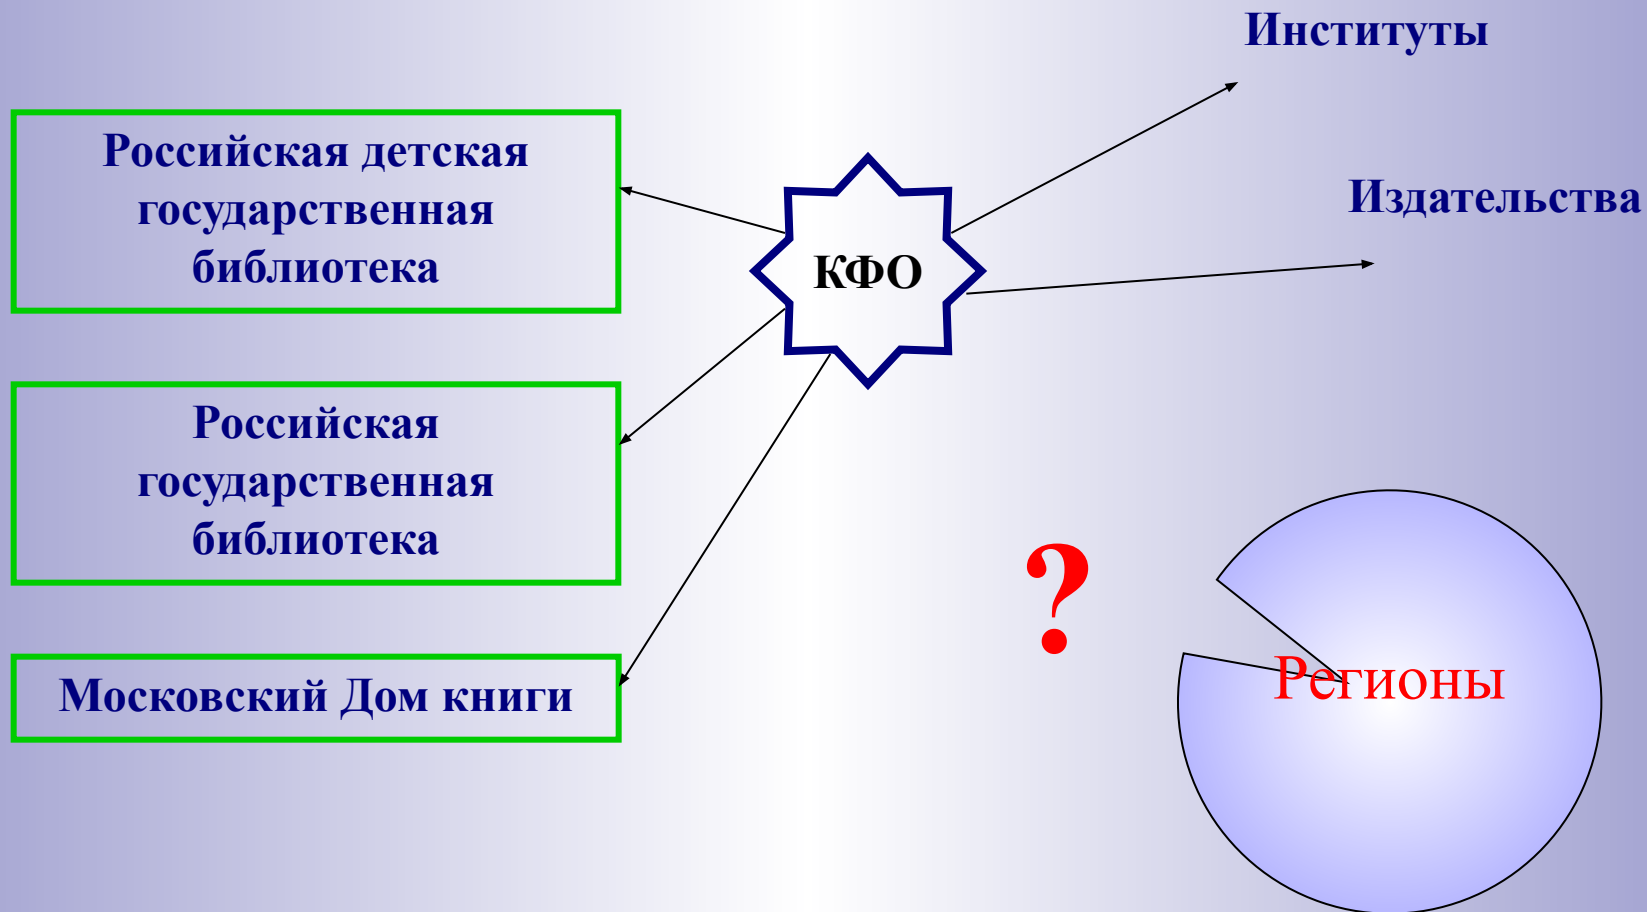 Институты
Российская детская
государственная
библиотека
Издательства
КФО
Российская
государственная
библиотека
?
Регионы
Московский Дом книги